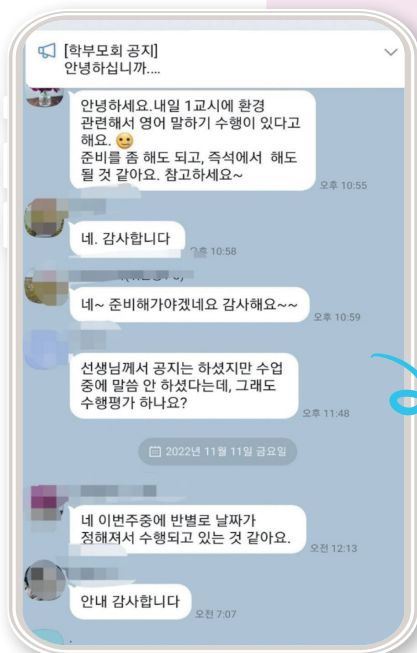 [학부모회 공지]
안녕하십니까....
안녕하세요.내일 1교시에 환경
관련해서 영어 말하기 수행이 있다고
해요.
준비를 좀 해도 되고, 즉석에서 해도
될 것 같아요. 참고하세요~
오후 10:55
네. 감사합니다
오후 10:58
네~ 준비해가야겠네요 감사해요~~
오후 10:59
선생님께서 공지는 하셨지만 수업
중에 말씀 안 하셨다는데, 그래도
수행평가 하나요?
오후 11:48
2022년 11월 11일 금요일
네 이번주중에 반별로 날짜가
정해져서 수행되고 있는 것 같아요.
오전 12:13
안내 감사합니다
오전 7:07